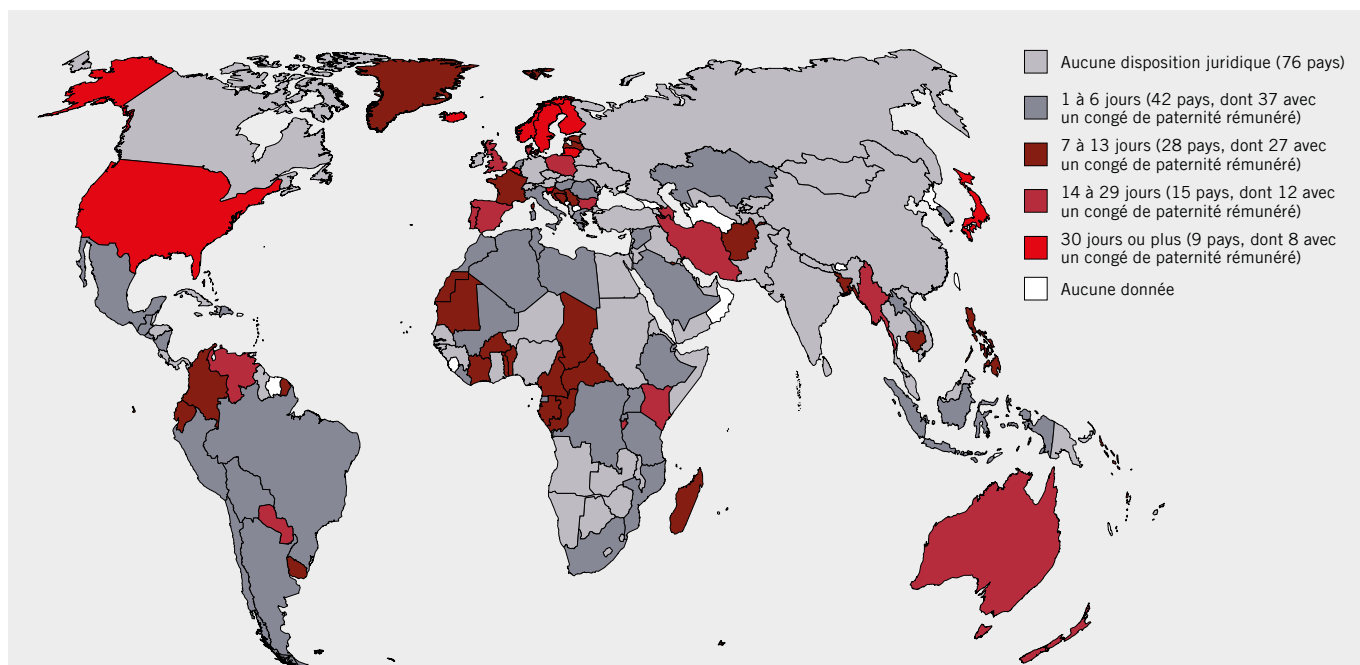 Aucune disposition juridique (76 pays)
1 à 6 jours (42 pays, dont 37 avec
un congé de paternité rémunéré)
7 à 13 jours (28 pays, dont 27 avec
un congé de paternité rémunéré)
14 à 29 jours (15 pays, dont 12 avec
un congé de paternité rémunéré)
30 jours ou plus (9 pays, dont 8 avec
un congé de paternité rémunéré)
Aucune donnée